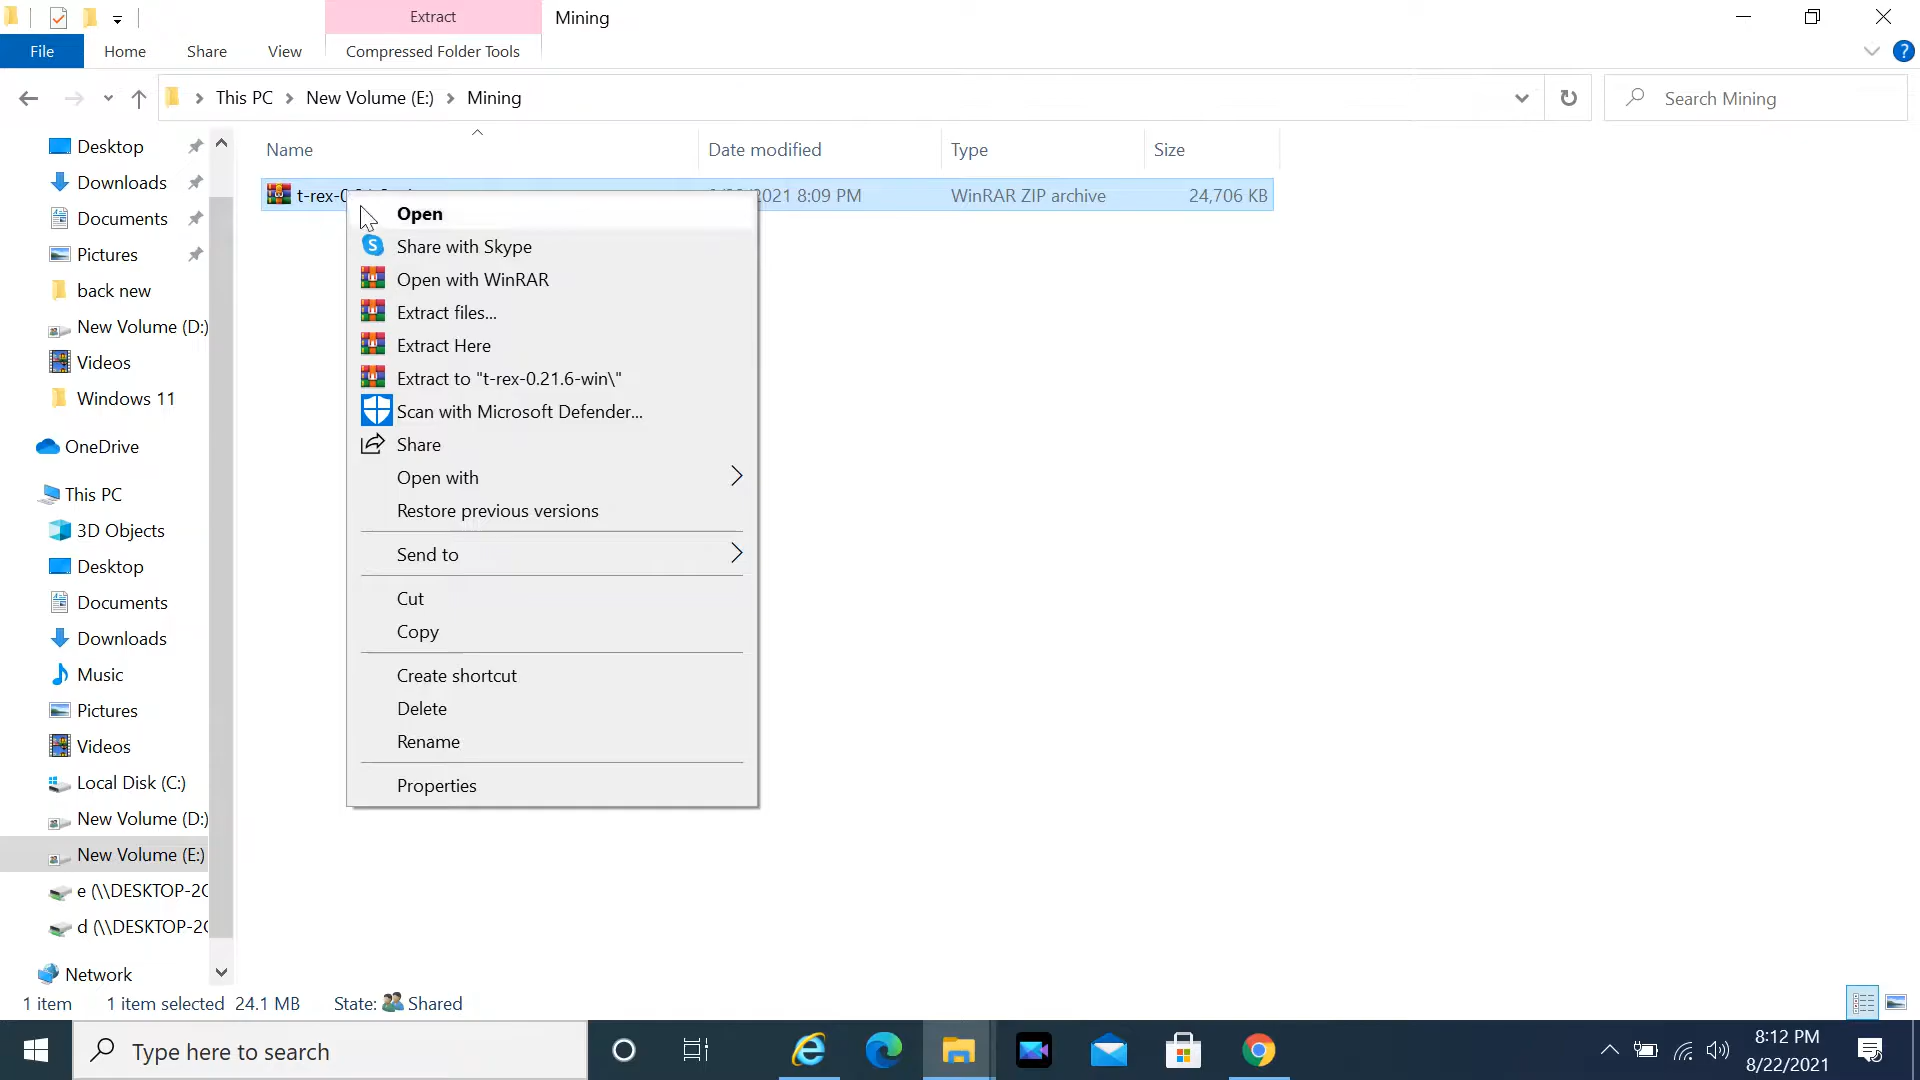 Extract
Mining
File
Home
Share
View
Compressed Folder Tools
This PC
New Volume (E:)
Mining
Search Mining
Name
Date modified
Type
Size
t-rex-0
2021 8:09 PM
WinRAR ZIP archive
24,706 KB
Desktop
Downloads
Documents
Pictures
back new
New Volume (D:)
Videos
Windows 11
OneDrive
This PC
3D Objects
Desktop
Documents
Downloads
Music
Pictures
Videos
Local Disk (C:)
New Volume (D:)
New Volume (E:)
e (\\DESKTOP-2
d (\\DESKTOP-2
Network
Open
Share with Skype
Open with WinRAR
Extract files...
Extract Here
Extract to "t-rex-0.21.6-win\"
Scan with Microsoft Defender...
Share
Open with
Restore previous versions
Send to
Cut
Copy
Create shortcut
Delete
Rename
Properties
1 item
1 item selected 24.1 MB
State: Shared
Type here to search
8:12 PM
8/22/2021